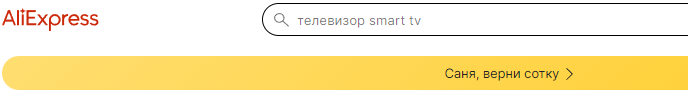 AliExpress
телевизор smart tv
Саня, верни сотку